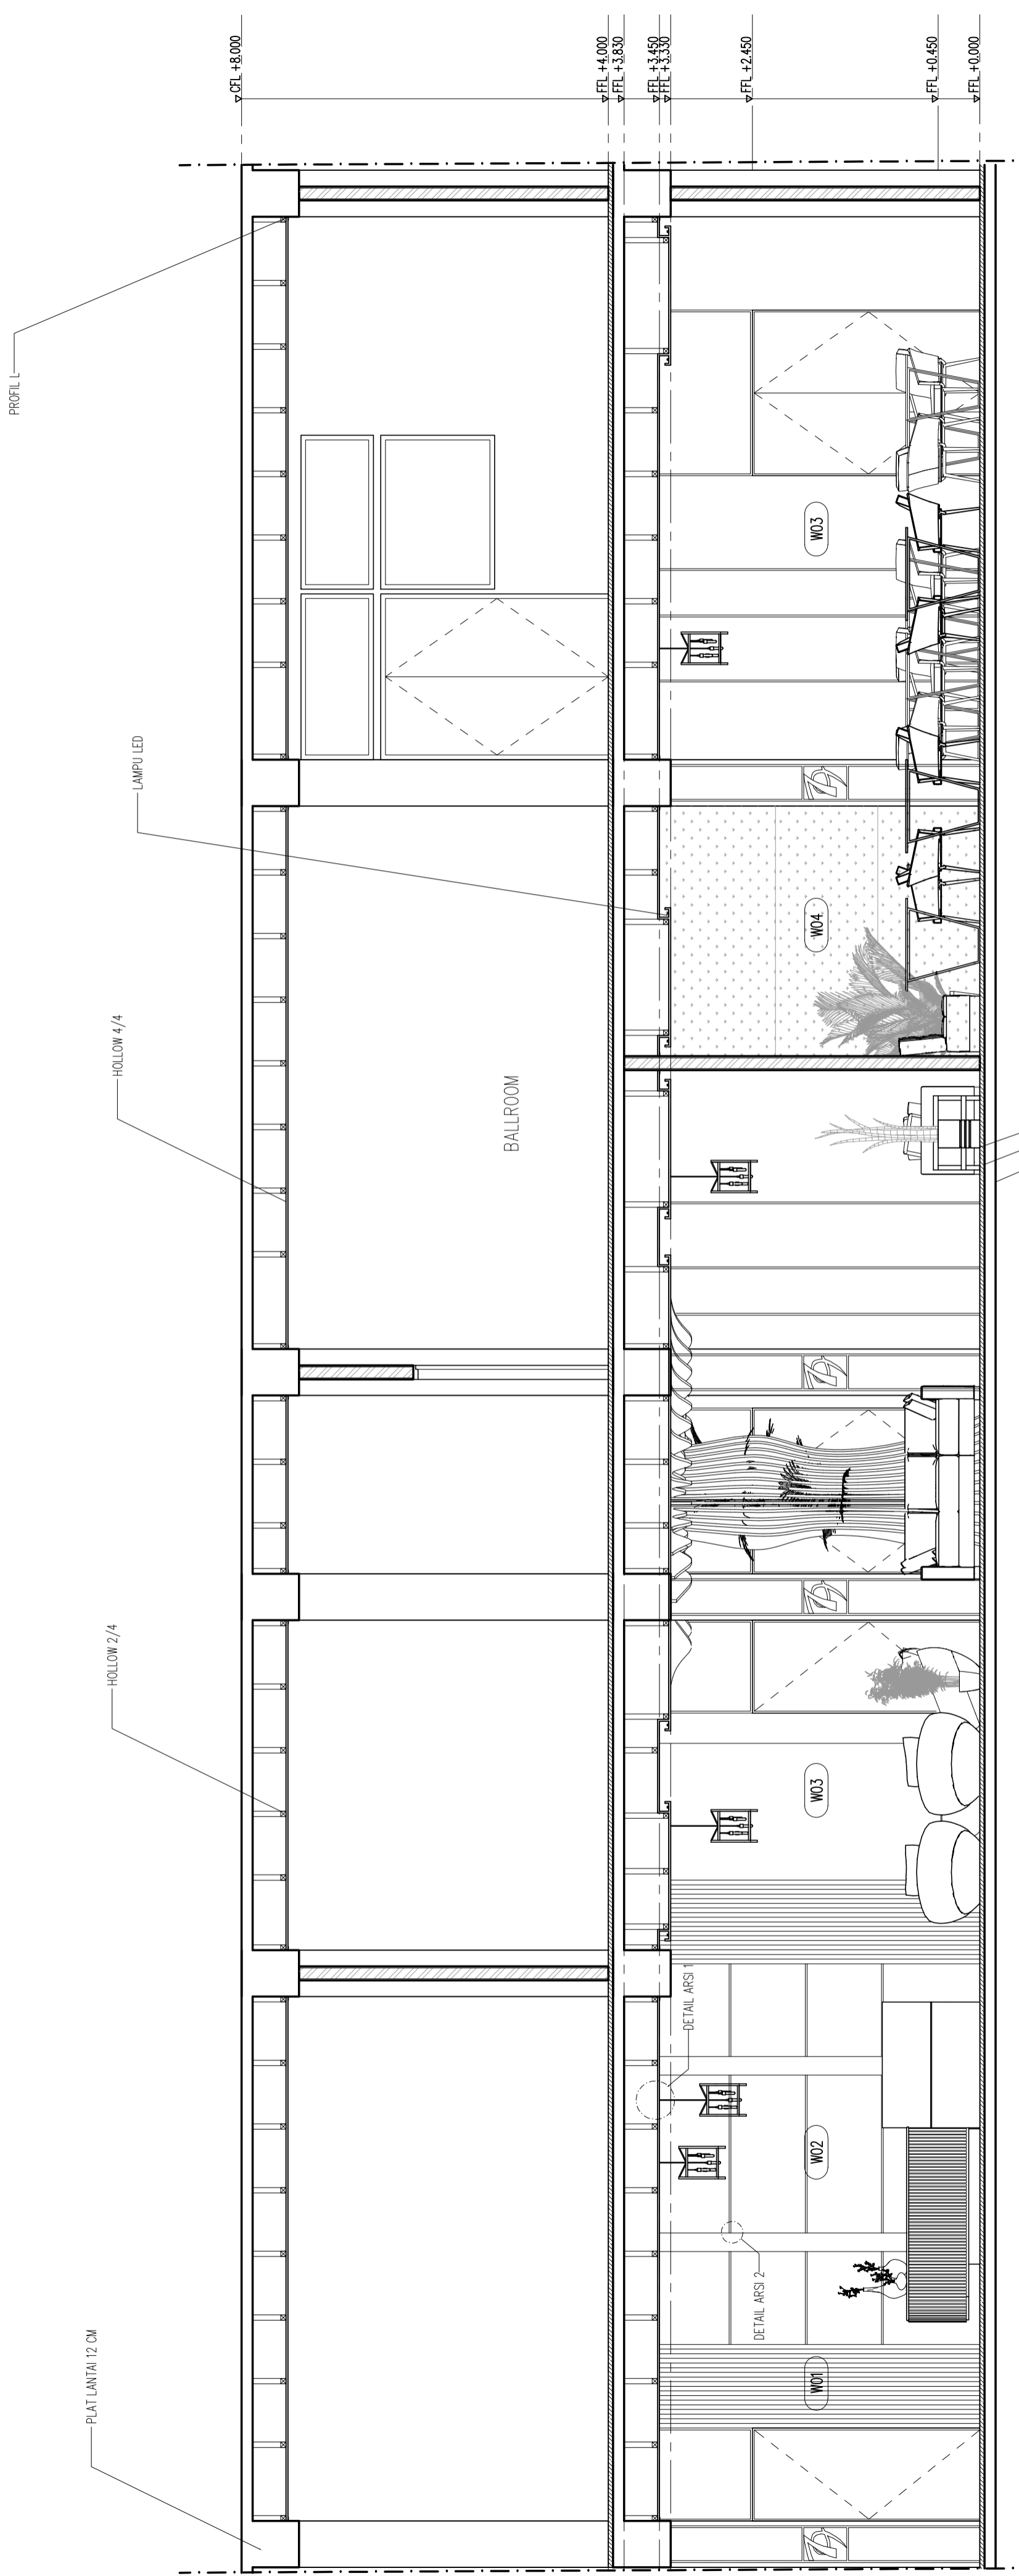 PROFIL L
LAMPU LED
HOLLOW 4/4
HOLLOW 2/4
PLAT LANTAI 12 CM
CFL +8.000
FFL +4.000
FFL +3.830
FFL +3.450
FFL +3.330
FFL +2.450
FFL +0.450
FFL +0.000
BALLROOM
W01
W02
W03
W04
W03
DETAIL ARSI 1
DETAIL ARSI 2